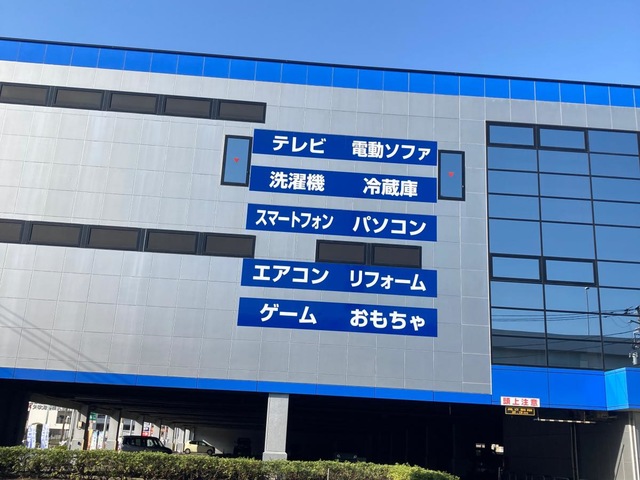 テレビ 電動ソファ
洗濯機 冷蔵庫
スマートフォン パソコン
エアコン リフォーム
ゲーム おもちゃ
頭上注意